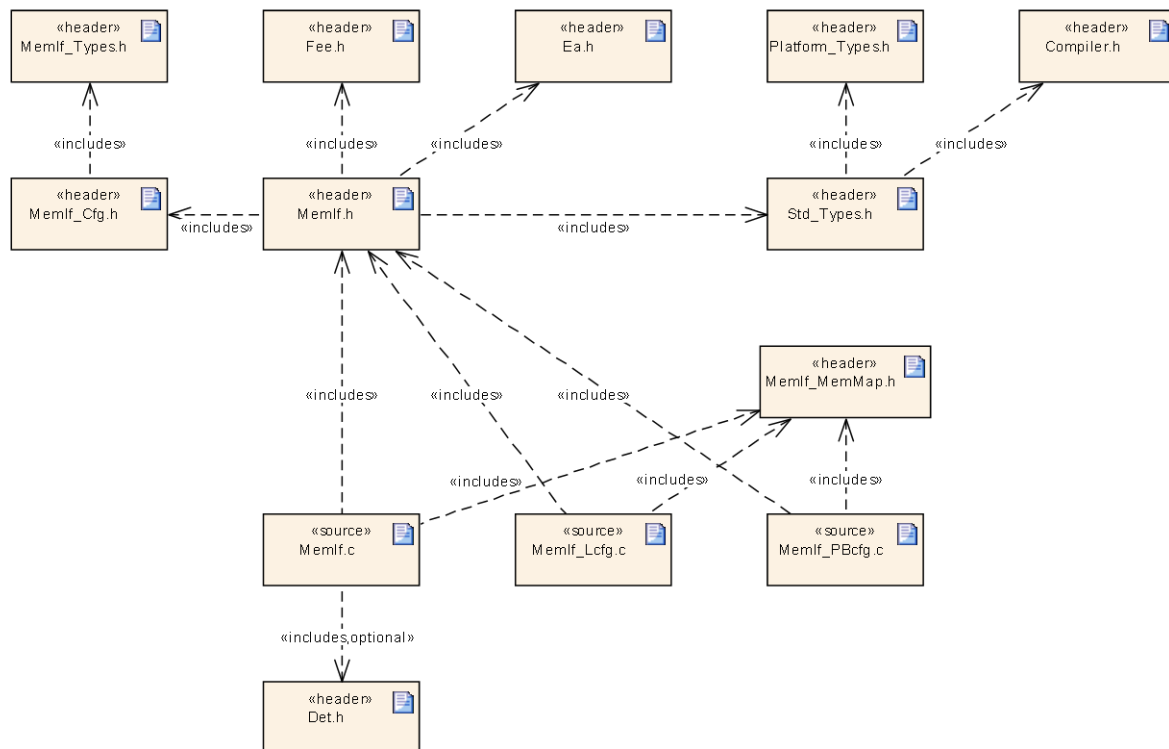 «header»
MemIf_Types.h
«header»
Fee.h
«header»
Ea.h
«header»
Platform_Types.h
«header»
Compiler.h
«includes»
«includes»
«includes»
«includes»
«includes»
«header»
MemIf_Cfg.h
«header»
MemIf.h
«header»
Std_Types.h
«includes»
«includes»
«header»
MemIf_MemMap.h
«includes»
«includes»
«includes»
«includes»
«includes»
«includes»
«source»
MemIf.c
«source»
MemIf_Lcfg.c
«source»
MemIf_PBcfg.c
«includes,optional»
«header»
Det.h